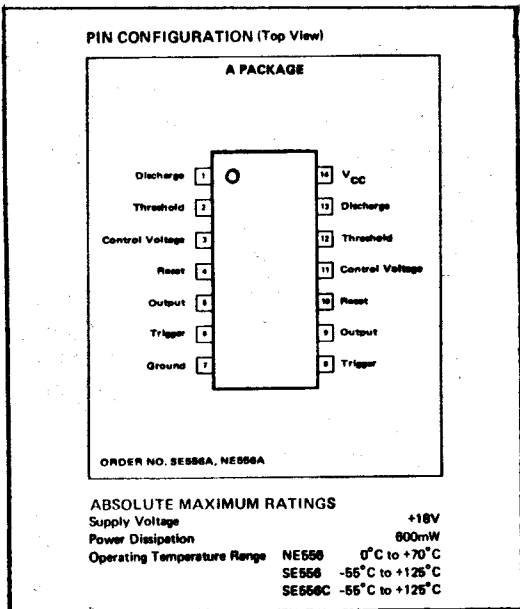 PIN CONFIGURATION (Top View)
A PACKAGE
Discharge 1 14 VCC
Threshold 2 13 Discharge
Control Voltage 3 12 Threshold
Reset 4 11 Control Voltage
Output 5 10 Reset
Trigger 6 9 Output
Ground 7 8 Trigger
ORDER NO. SE556A, NE556A
ABSOLUTE MAXIMUM RATINGS
Supply Voltage +18V
Power Dissipation 600mW
Operating Temperature Range NE556 0°C to +70°C
SE556 -55°C to +125°C
SE556C -55°C to +125°C